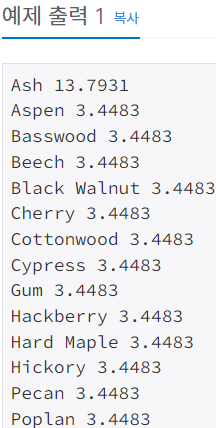 예제 출력 1 복사
Ash 13.7931
Aspen 3.4483
Basswood 3.4483
Beech 3.4483
Black Walnut 3.4483
Cherry 3.4483
Cottonwood 3.4483
Cypress 3.4483
Gum 3.4483
Hackberry 3.4483
Hard Maple 3.4483
Hickory 3.4483
Pecan 3.4483
Poplan 3.4483